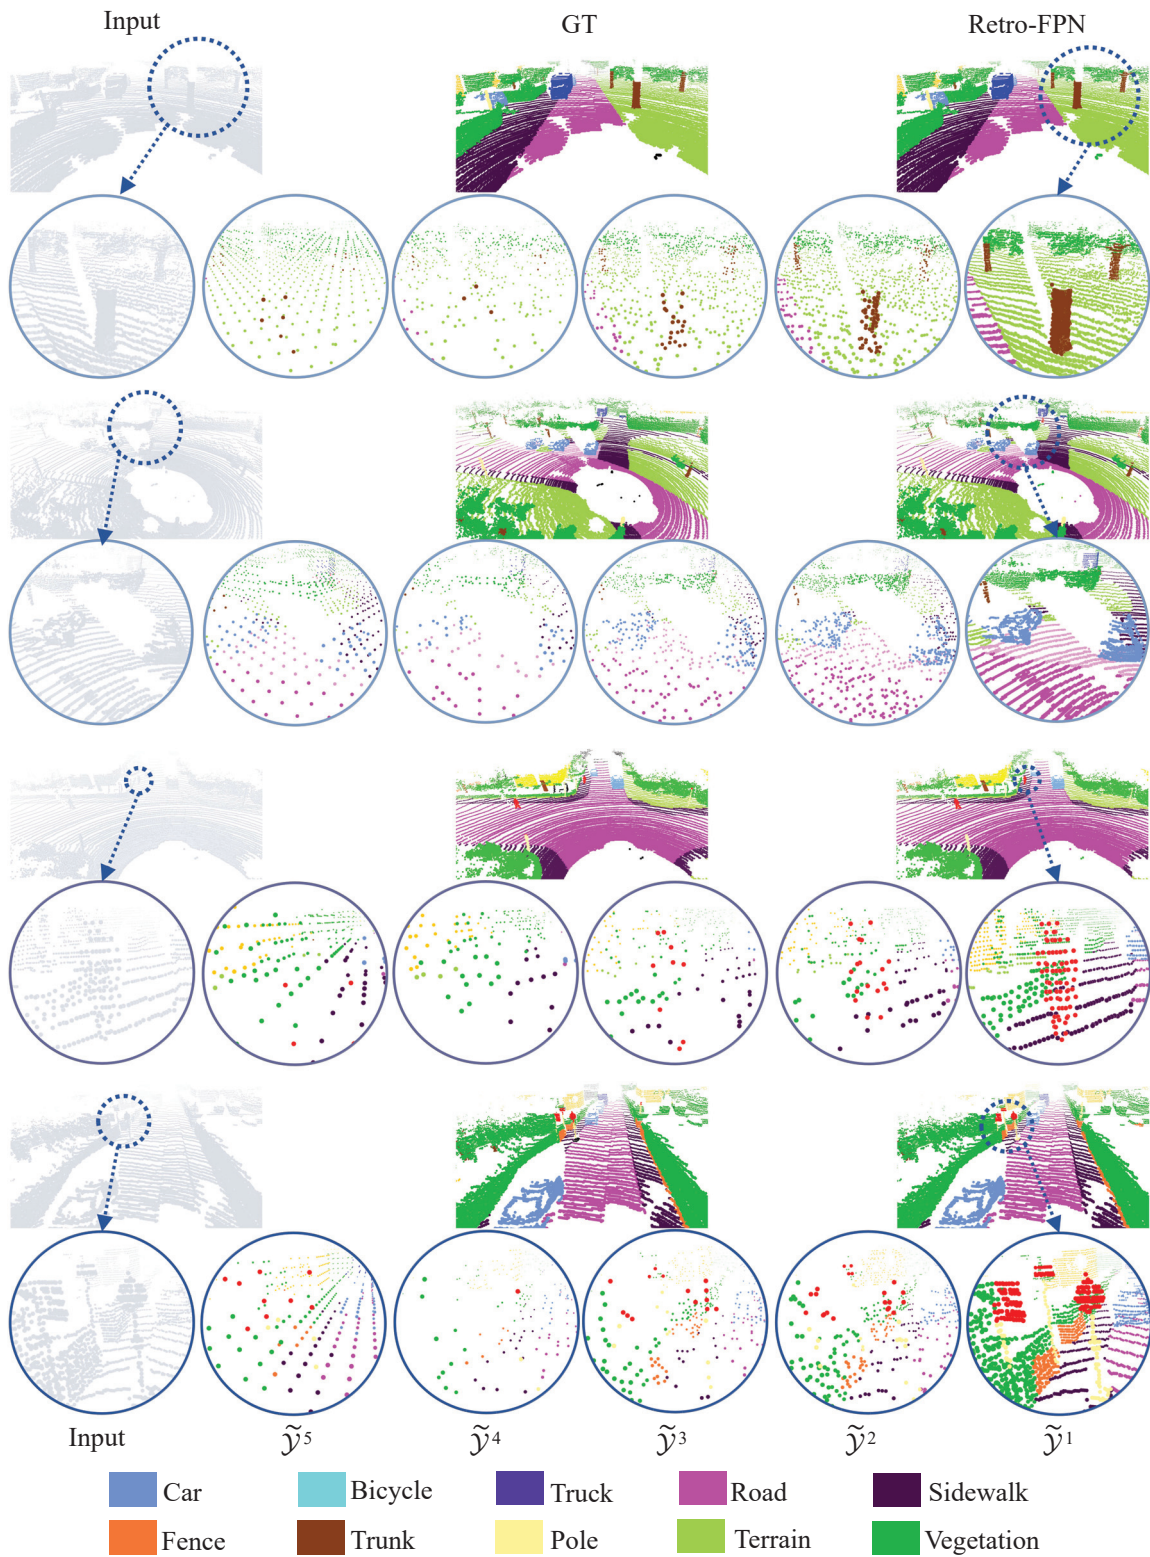 Input GT Retro-FPN
Input ỹ⁵ ỹ⁴ ỹ³ ỹ² ỹ¹
Car Bicycle Truck Road Sidewalk
Fence Trunk Pole Terrain Vegetation